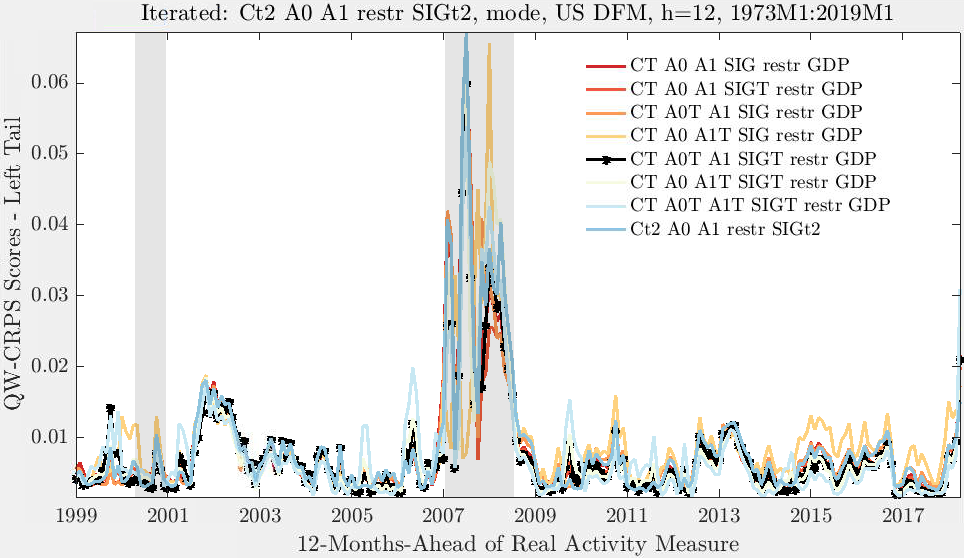 Iterated: Ct2 A0 A1 restr SIGt2, mode, US DFM, h=12, 1973M1:2019M1
QW-CRPS Scores - Left Tail
0.06
0.05
0.04
0.03
0.02
0.01
CT A0 A1 SIG restr GDP
CT A0 A1 SIGT restr GDP
CT A0T A1 SIG restr GDP
CT A0 A1T SIG restr GDP
CT A0T A1 SIGT restr GDP
CT A0 A1T SIGT restr GDP
CT A0T A1T SIGT restr GDP
Ct2 A0 A1 restr SIGt2
1999 2001 2003 2005 2007 2009 2011 2013 2015 2017
12-Months-Ahead of Real Activity Measure